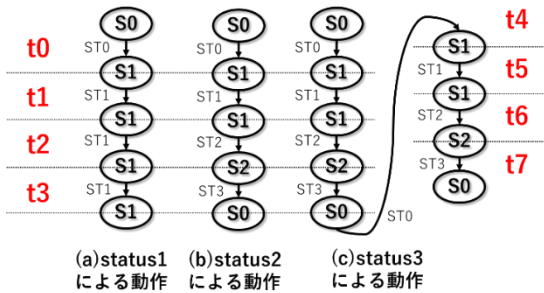 t0
t1
t2
t3
S0
ST0
S1
ST1
S1
ST1
S1
ST1
S1
(a)status1
による動作
S0
ST0
S1
ST1
S1
ST2
S2
ST3
S0
(b)status2
による動作
S0
ST0
S1
ST1
S1
ST2
S2
ST3
S0
ST0
(c)status3
による動作
S1
ST1
S1
ST2
S2
ST3
S0
t4
t5
t6
t7